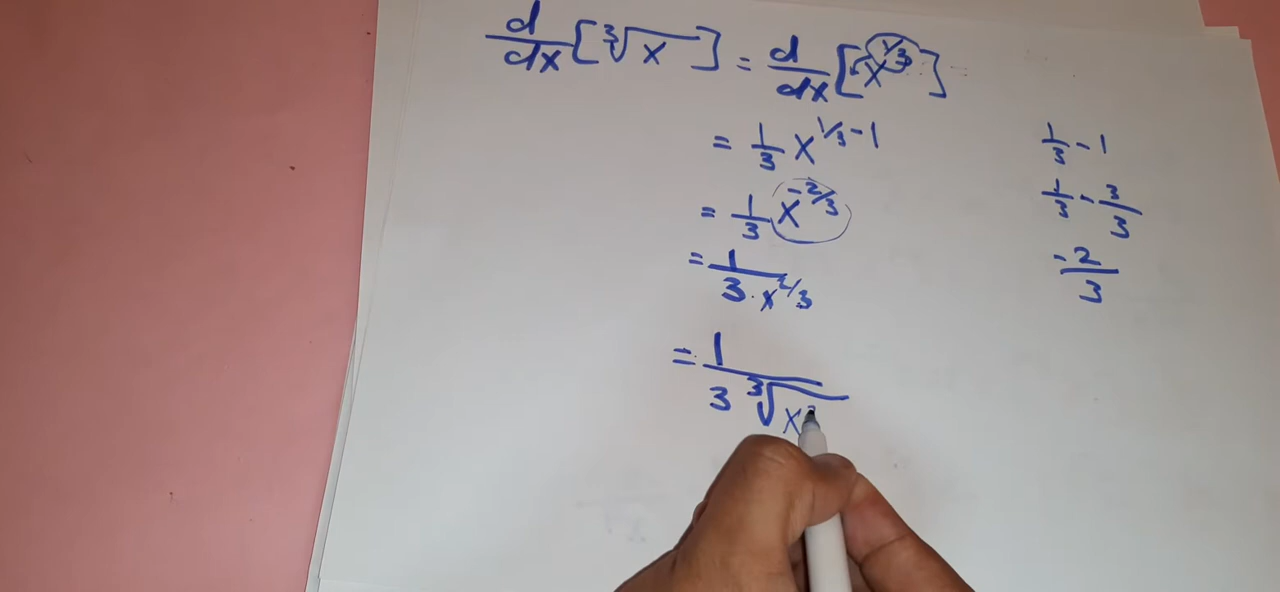 d/dx [∛x] = d/dx [x^1/3]
= 1/3 x^1/3-1
= 1/3 x^-2/3
= 1/3·x^2/3
= 1/3∛x²
1/3 - 1
1/3 - 3/3
-2/3